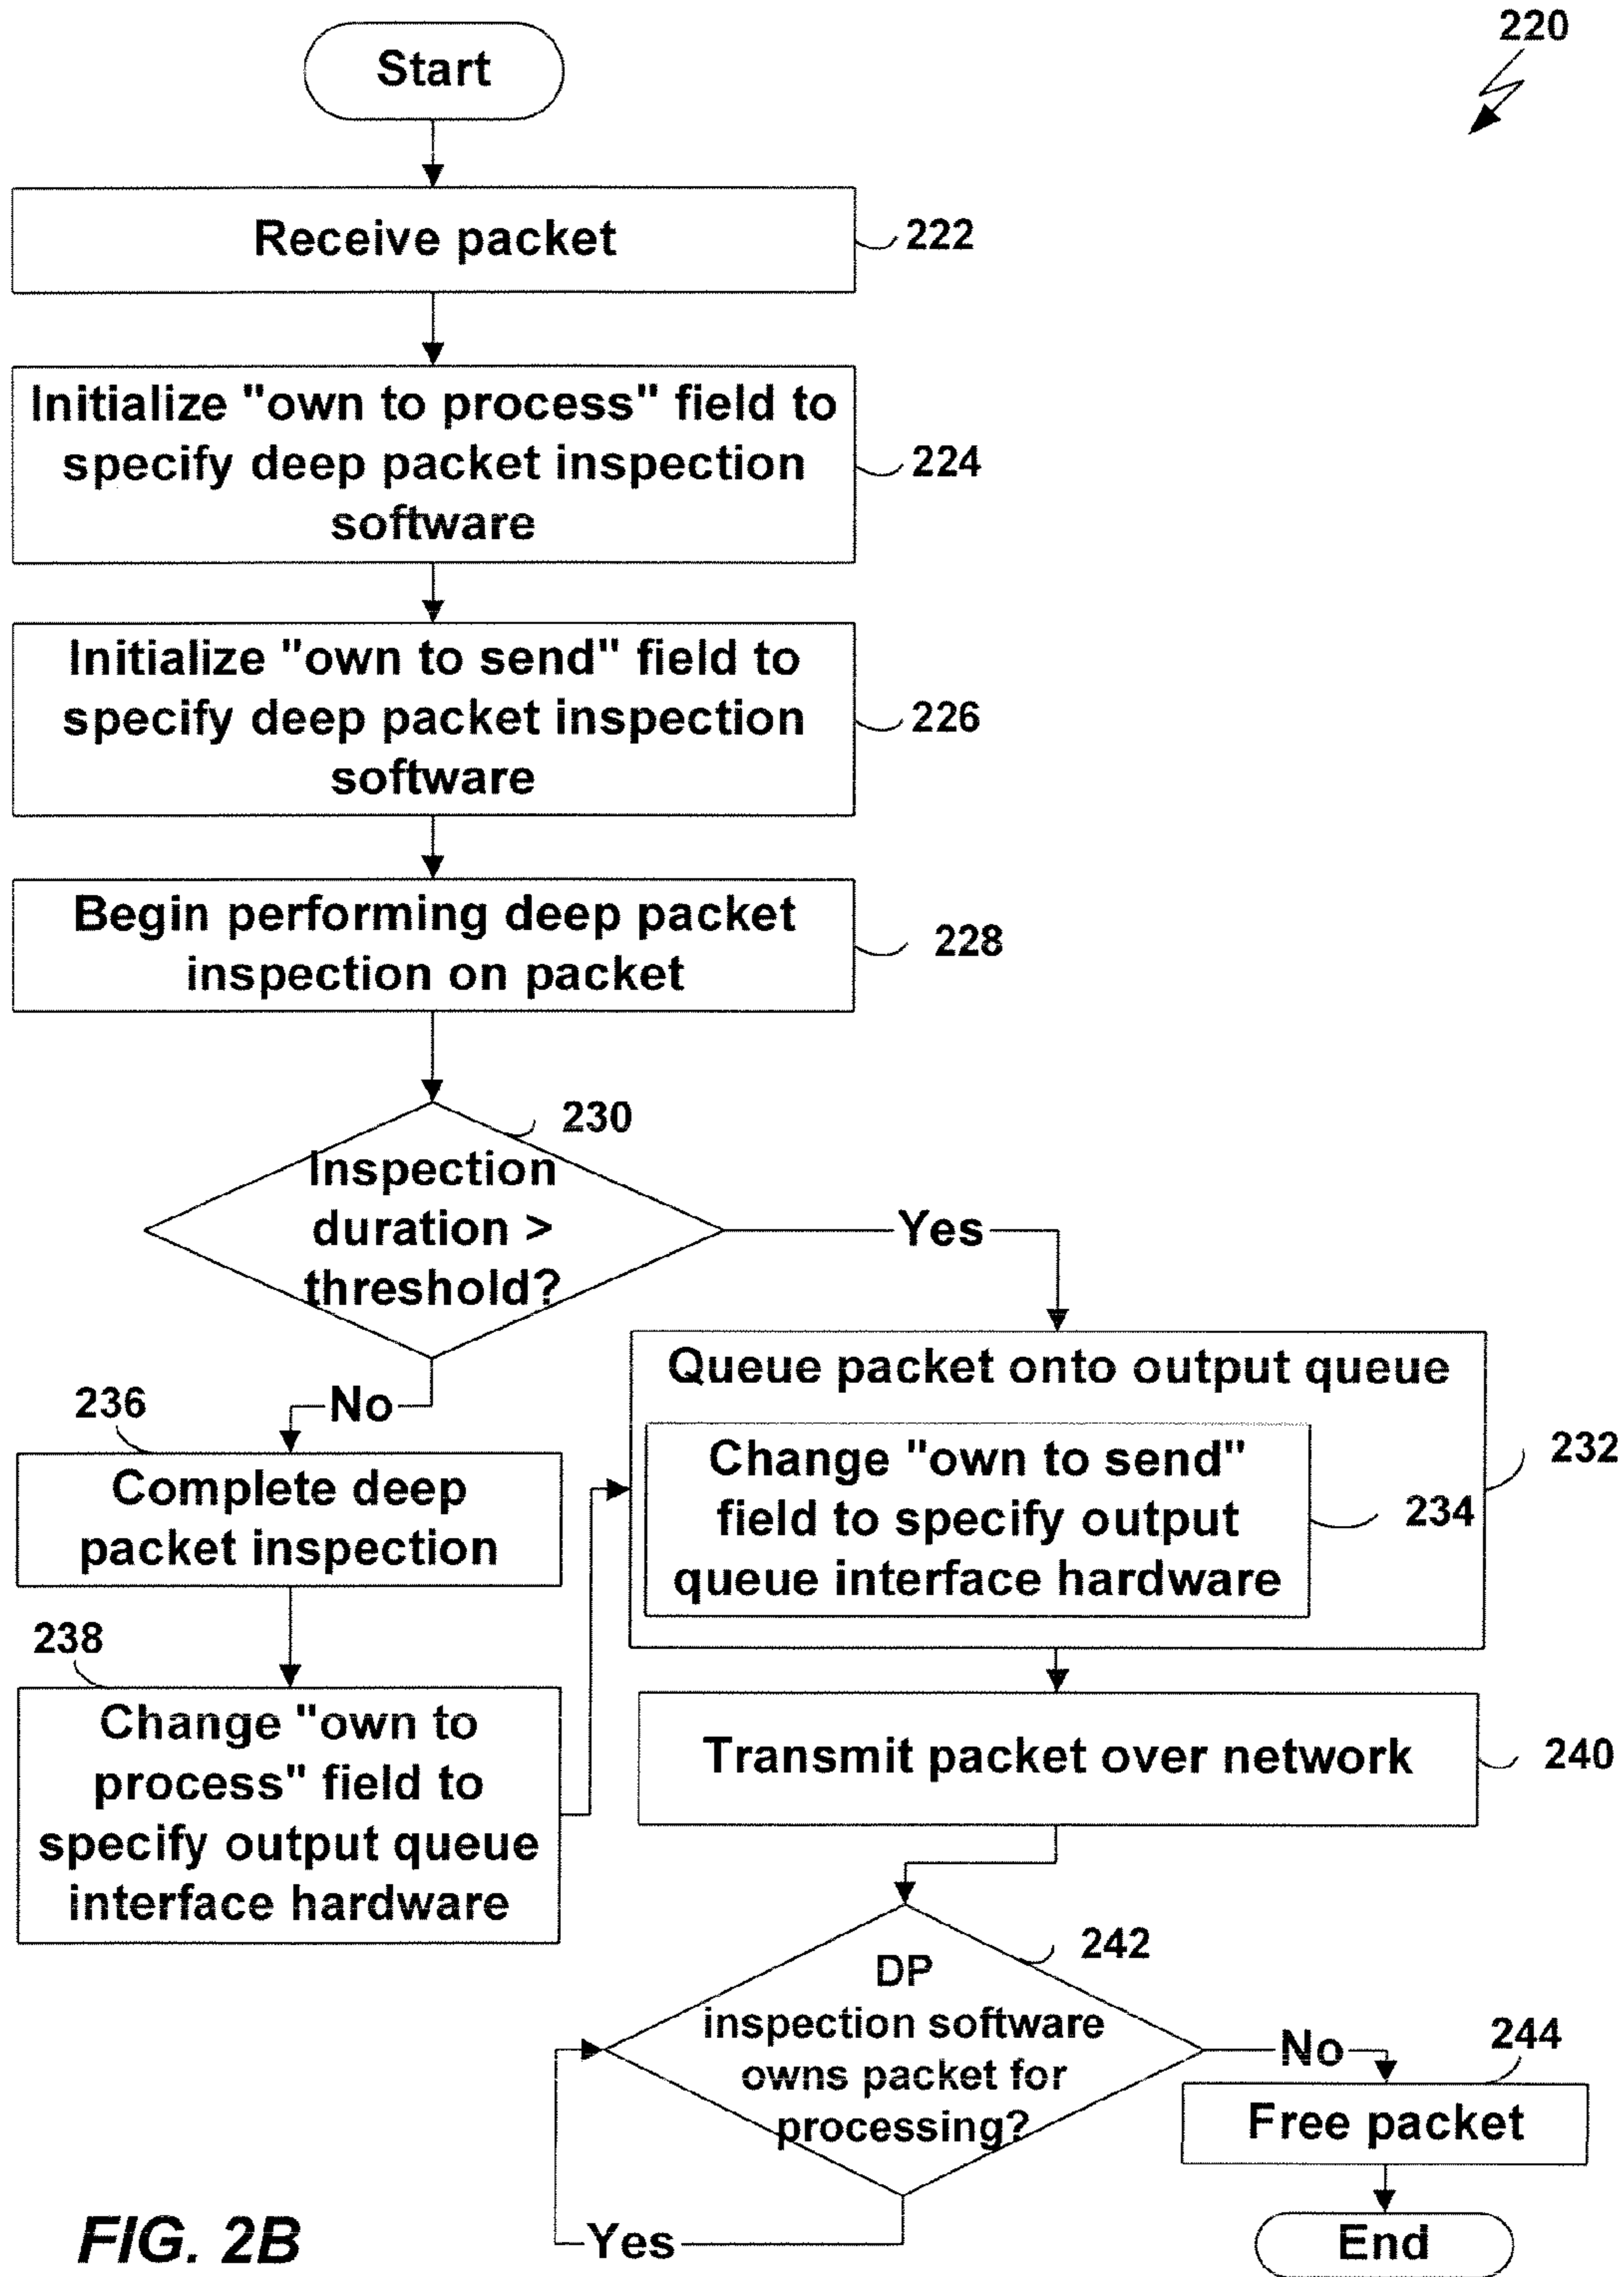 220
Start
Receive packet
222
Initialize "own to process" field to
specify deep packet inspection
software
224
Initialize "own to send" field to
specify deep packet inspection
software
226
Begin performing deep packet
inspection on packet
228
230
Inspection
duration >
threshold?
Yes
No
Queue packet onto output queue
232
Change "own to send"
field to specify output
queue interface hardware
234
236
Complete deep
packet inspection
238
Change "own to
process" field to
specify output queue
interface hardware
Transmit packet over network
240
242
DP
inspection software
owns packet for
processing?
No
244
Free packet
Yes
End
FIG. 2B